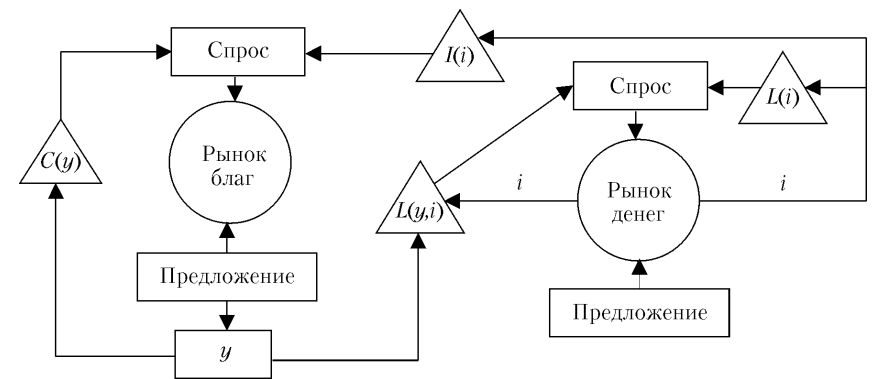 Спрос
I(i)
Спрос
L(i)
C(y)
Рынок
благ
L(y,i)
i
Рынок
денег
i
Предложение
Предложение
y